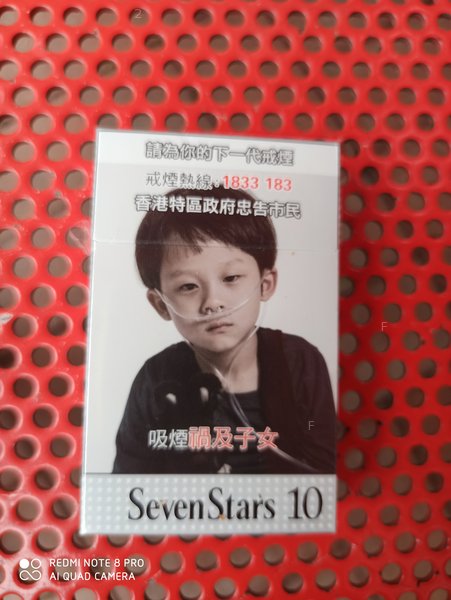 請為你的下一代戒煙
戒煙熱線：1833 183
香港特區政府忠告市民
吸煙禍及子女
SevenStars 10
REDMI NOTE 8 PRO
AI QUAD CAMERA
2
F
F